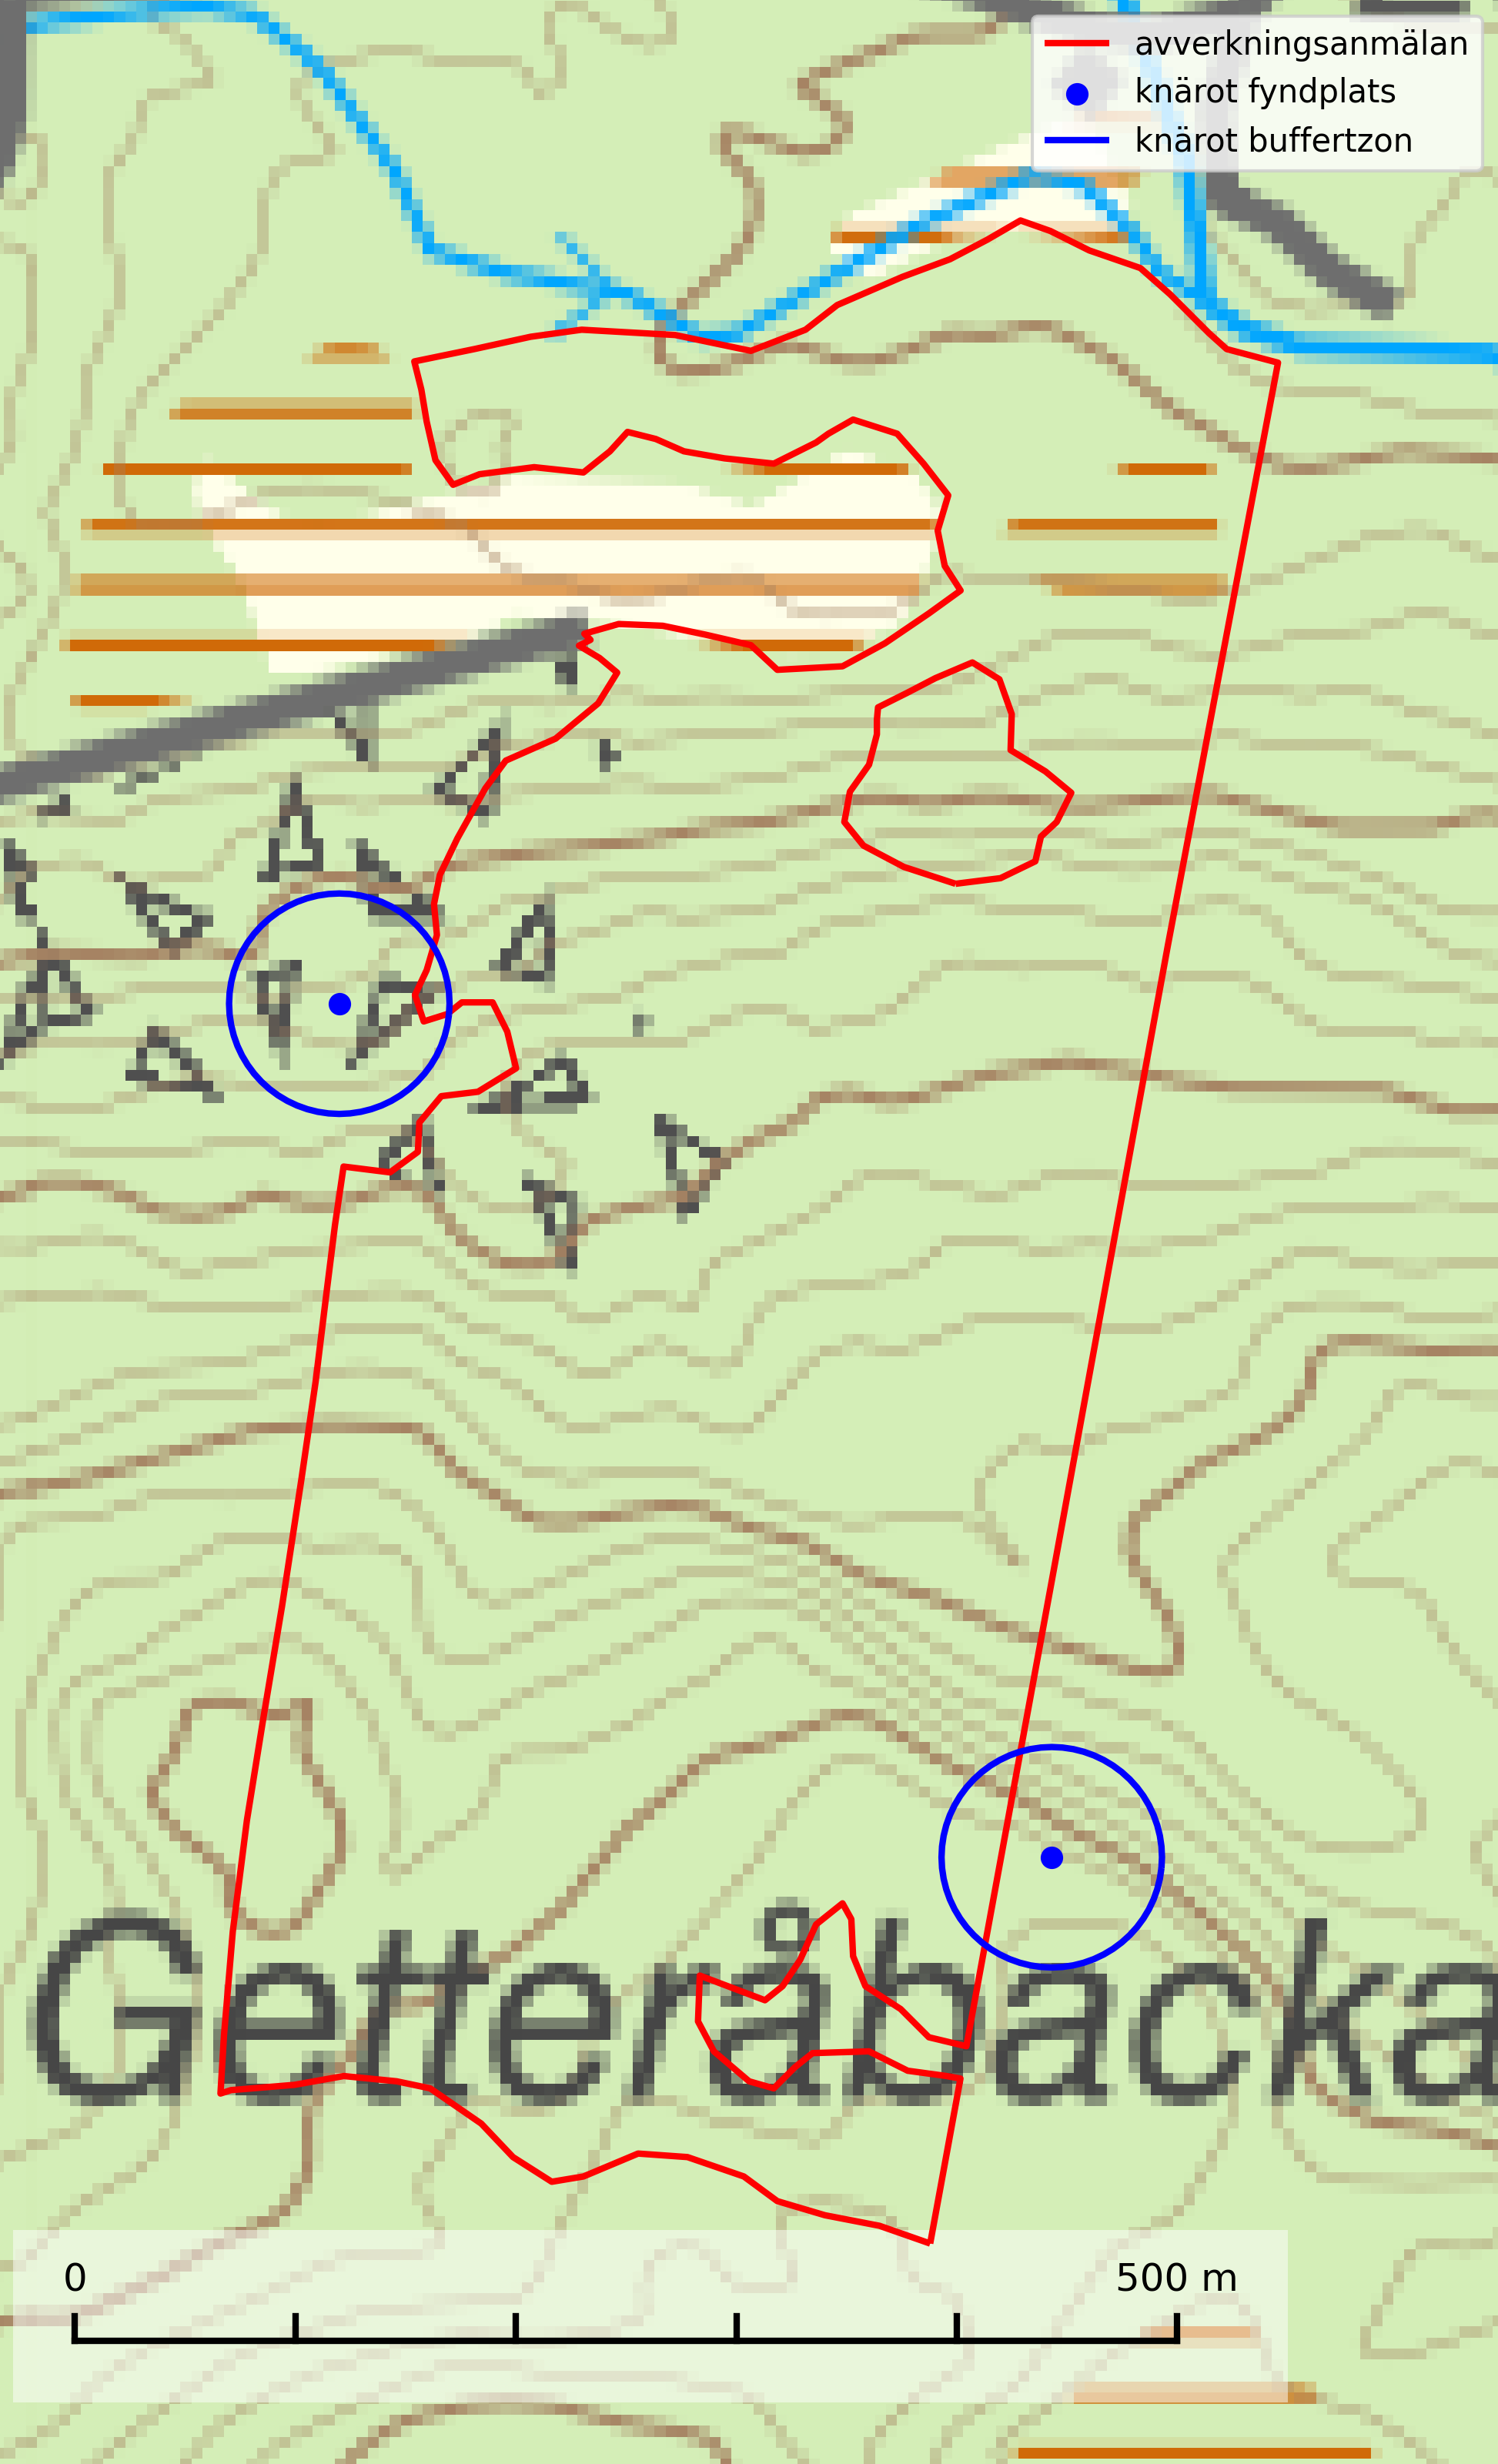 avverkningsanmälan
knärot fyndplats
knärot buffertzon
Getteråbacka
0 500 m